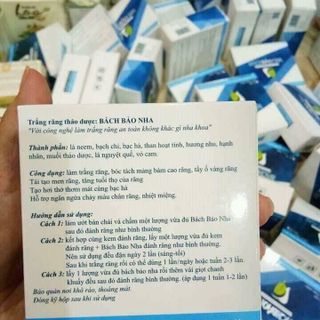 Trắng răng thảo dược: BÁCH BẢO NHA
"Với công nghệ làm trắng răng an toàn không khác gì nha khoa"
Thành phần: lá neem, bạch chỉ, bạc hà, than hoạt tính, hương nhu, hạnh
nhân, muối thảo dược, lá nguyệt quế, vỏ cam.
Công dụng: làm trắng răng, bóc tách mảng bám cao răng, tẩy ố vàng răng
Tái tạo men răng, tăng tuổi thọ của răng
Tạo hơi thở thơm mát cùng bạc hà
Hỗ trợ ngăn ngừa chảy máu chân răng, nhiệt miệng.
Hướng dẫn sử dụng:
Cách 1: làm ướt bàn chải và chấm một lượng vừa đủ Bách Bảo Nha
sau đó đánh răng như bình thường
Cách 2: kết hợp cùng kem đánh răng, lấy một lượng vừa đủ kem
đánh răng + Bách Bảo Nha đánh răng như bình thường.
Nên sử dụng đều đặn ngày 2 lần (sáng-tối)
Sau khi trắng răng rồi có thể dùng 1 lần/ngày hoặc tuần 2-3 lần
Cách 3: lấy 1 lượng vừa đủ bách bảo nha rồi thêm vài giọt chanh
khuấy đều sau đó đánh răng như bình thường. (áp dụng 1 tuần 1-2 lần)
Bảo quản nơi khô ráo, thoáng mát
Đóng kỹ hộp sau khi sử dụng